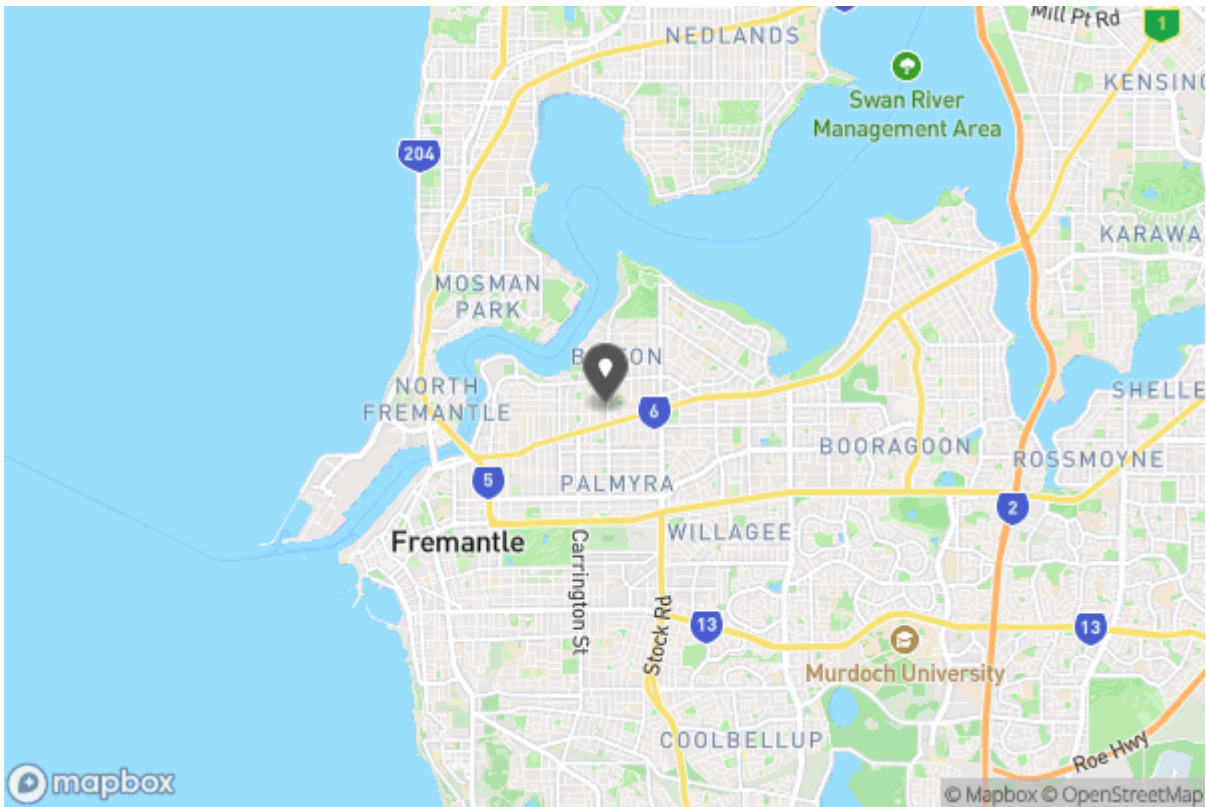 Mill Pt Rd
1
NEDLANDS
KENSING
Swan River
Management Area
204
KARAWA
MOSMAN
PARK
NORTH
FREMANTLE
SHELLE
6
BOORAGOON
ROSSMOYNE
5
PALMYRA
2
WILLAGEE
Fremantle
Carrington St
Stock Rd
13
13
Murdoch University
COOLBELLUP
Roe Hwy
mapbox
© Mapbox © OpenStreetMap